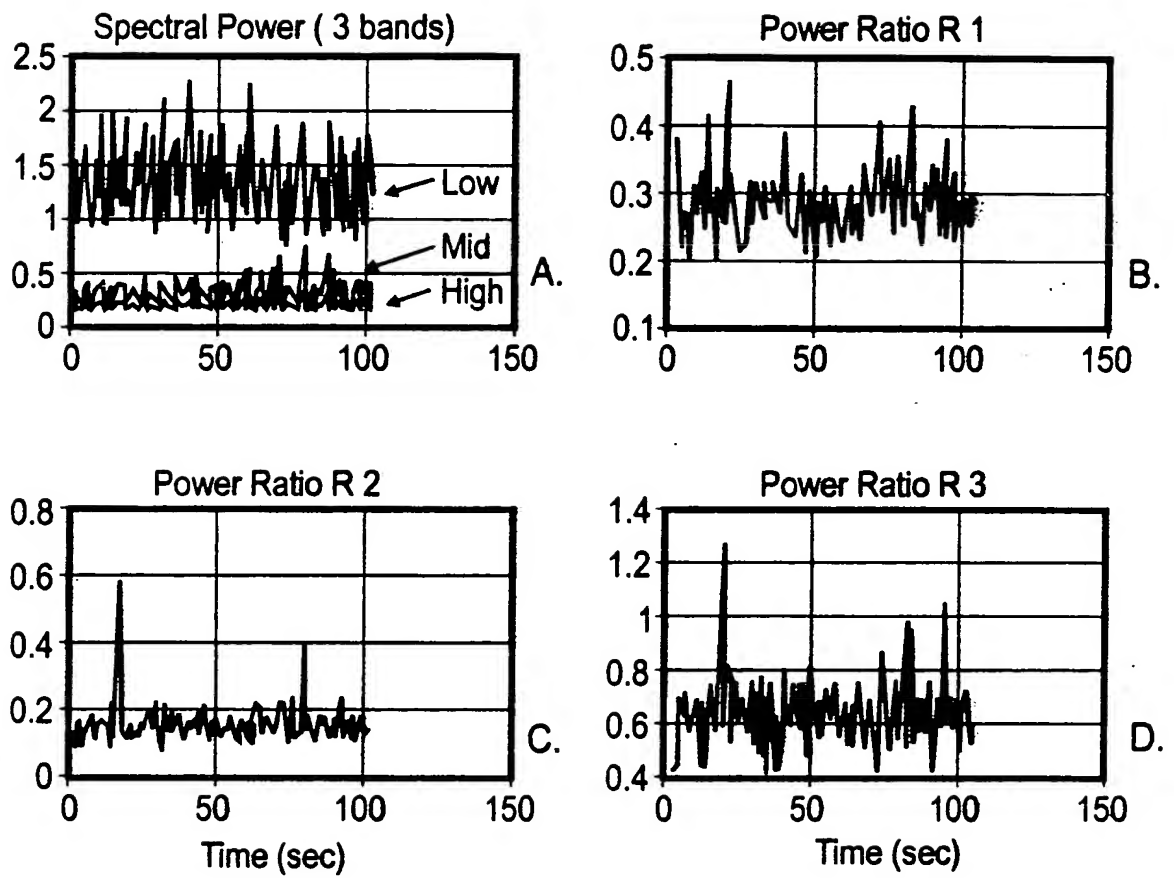 Spectral Power ( 3 bands)
2.5
2
1.5
1
0.5
0
0 50 100 150
Low
Mid
High
A.
Power Ratio R 1
0.5
0.4
0.3
0.2
0.1
0 50 100 150
B.
Power Ratio R 2
0.8
0.6
0.4
0.2
0
0 50 100 150
Time (sec)
C.
Power Ratio R 3
1.4
1.2
1
0.8
0.6
0.4
0 50 100 150
Time (sec)
D.